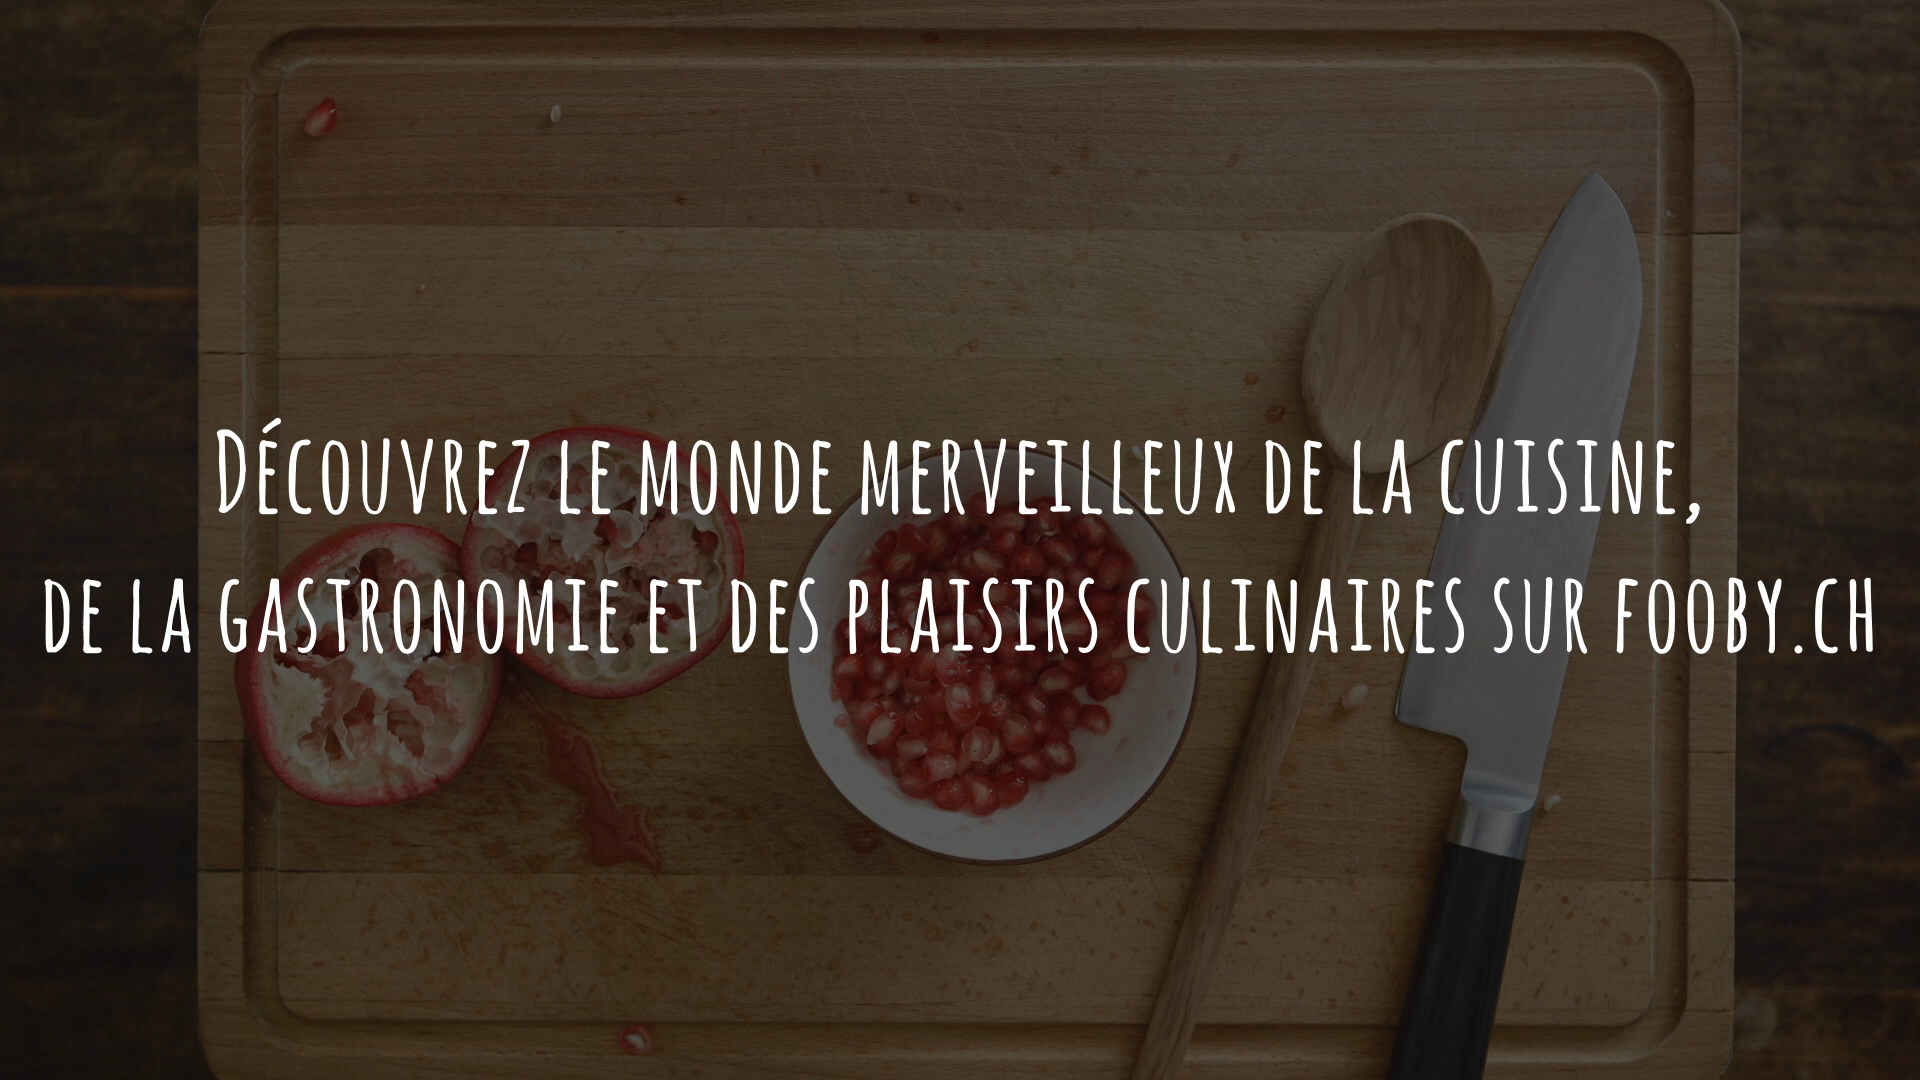 Découvrez le monde merveilleux de la cuisine,
de la gastronomie et des plaisirs culinaires sur fooby.ch